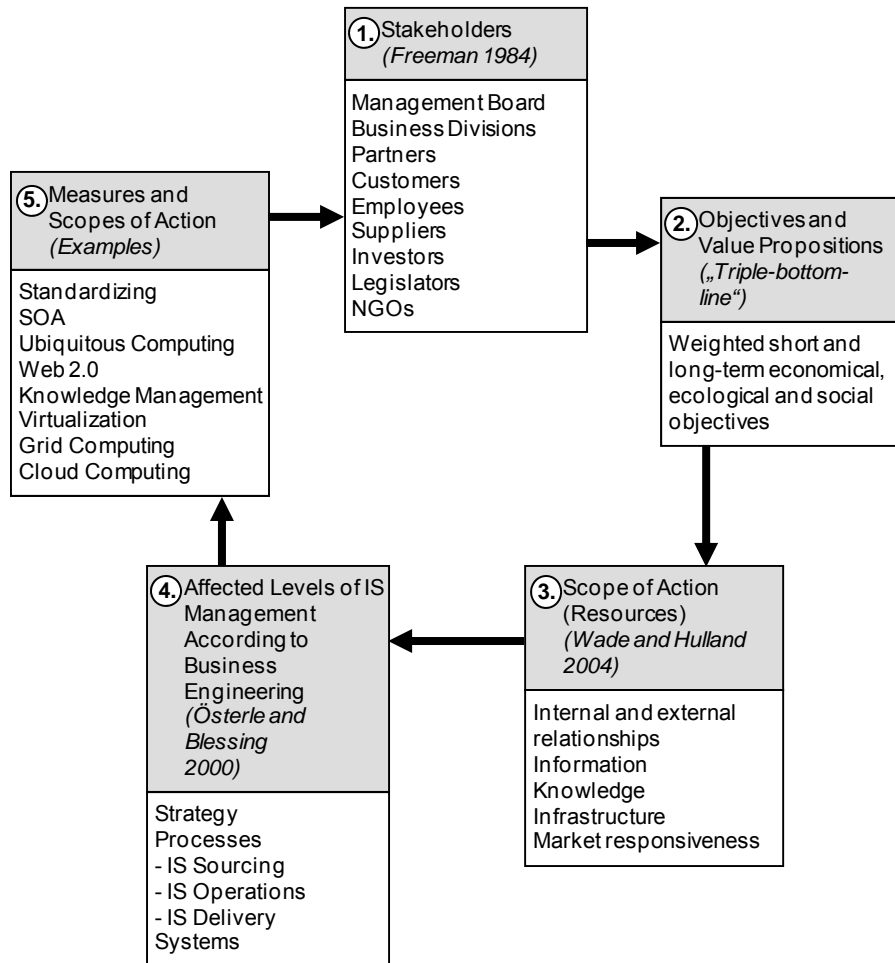 1. Stakeholders
(Freeman 1984)
Management Board
Business Divisions
Partners
Customers
Employees
Suppliers
Investors
Legislators
NGOs
2. Objectives and
Value Propositions
(„Triple-bottom-
line“)
Weighted short and
long-term economical,
ecological and social
objectives
3. Scope of Action
(Resources)
(Wade and Hulland
2004)
Internal and external
relationships
Information
Knowledge
Infrastructure
Market responsiveness
4. Affected Levels of IS
Management
According to
Business
Engineering
(Österle and
Blessing
2000)
Strategy
Processes
- IS Sourcing
- IS Operations
- IS Delivery
Systems
5. Measures and
Scopes of Action
(Examples)
Standardizing
SOA
Ubiquitous Computing
Web 2.0
Knowledge Management
Virtualization
Grid Computing
Cloud Computing